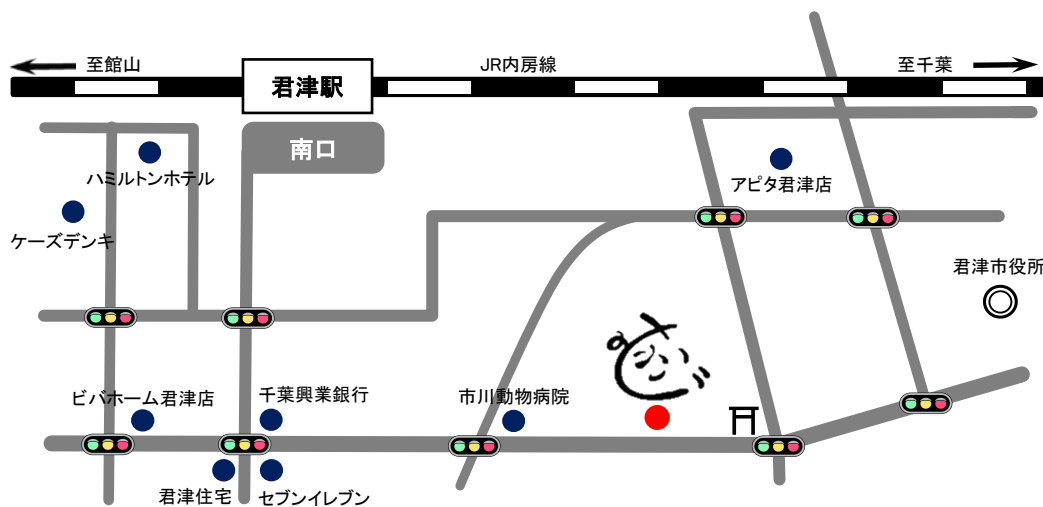 至館山
JR内房線
至千葉
君津駅
南口
ハミルトンホテル
アピタ君津店
ケーズデンキ
君津市役所
ビバホーム君津店
千葉興業銀行
市川動物病院
君津住宅
セブンイレブン